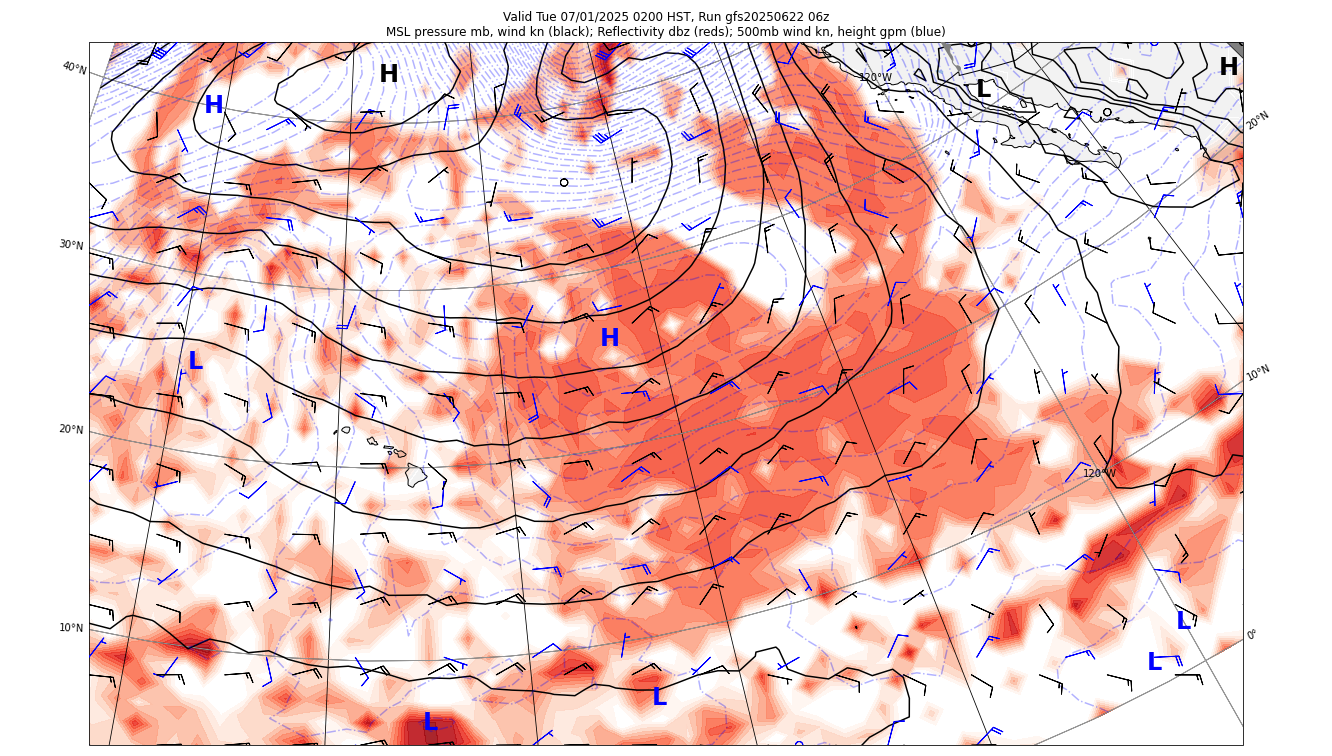 Valid Tue 07/01/2025 0200 HST, Run gfs20250622 06z
MSL pressure mb, wind kn (black); Reflectivity dbz (reds); 500mb wind kn, height gpm (blue)
40°N
H
H
120°W
L
H
20°N
30°N
H
L
10°N
20°N
120°W
10°N
L
0°
L
L
L